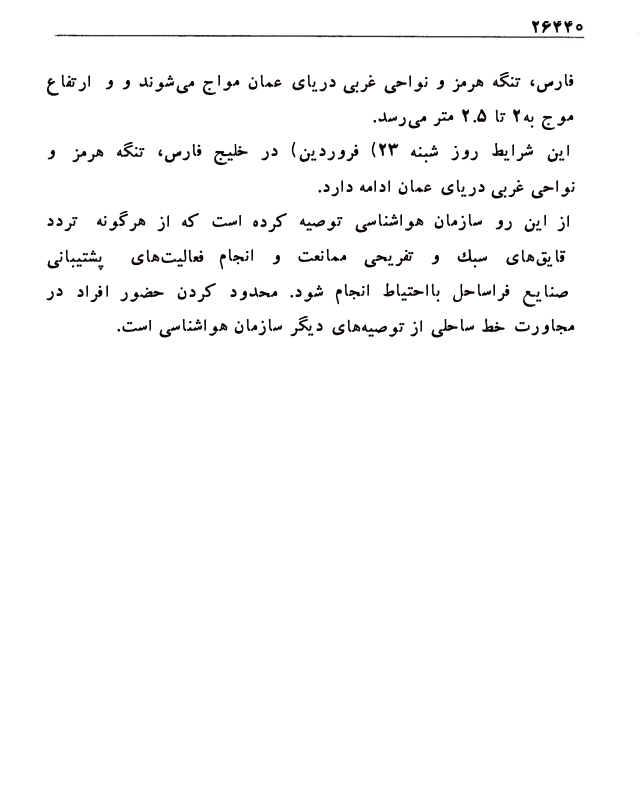 ۲۶۴۴۰
فارس، تنگه هرمز و نواحی غربی دریای عمان مواج می‌شوند و و ارتفاع
موج به۲ تا ۲.۵ متر می‌رسد.
این شرایط روز شبنه ۲۳) فروردین) در خلیج فارس، تنگه هرمز و
نواحی غربی دریای عمان ادامه دارد.
از این رو سازمان هواشناسی توصیه کرده است که از هرگونه تردد
قایق‌های سبك و تفریحی ممانعت و انجام فعالیت‌های پشتیبانی
صنایع فراساحل بااحتیاط انجام شود. محدود کردن حضور افراد در
مجاورت خط ساحلی از توصیه‌های دیگر سازمان هواشناسی است.